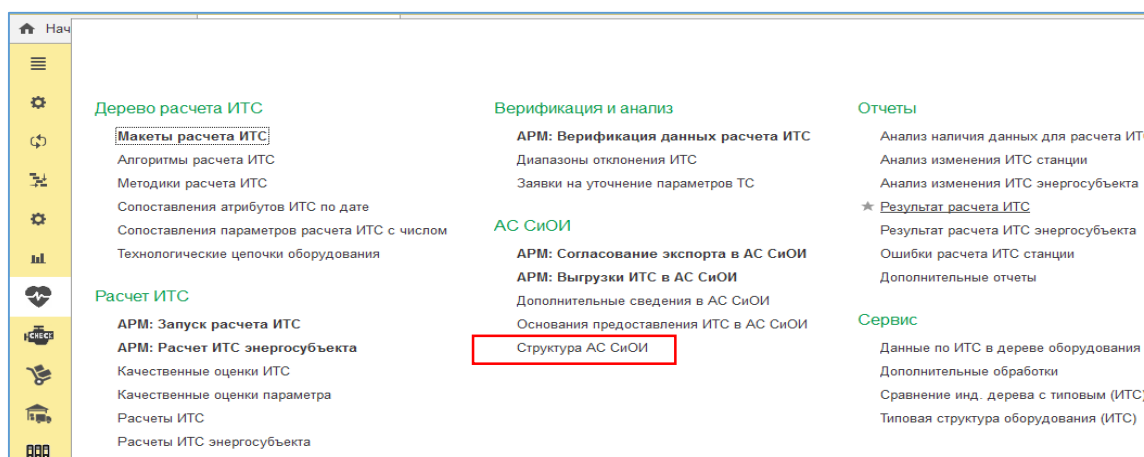 Нач
Дерево расчета ИТС
Макеты расчета ИТС
Алгоритмы расчета ИТС
Методики расчета ИТС
Сопоставления атрибутов ИТС по дате
Сопоставления параметров расчета ИТС с числом
Технологические цепочки оборудования
Расчет ИТС
АРМ: Запуск расчета ИТС
АРМ: Расчет ИТС энергосубъекта
Качественные оценки ИТС
Качественные оценки параметра
Расчеты ИТС
Расчеты ИТС энергосубъекта
Верификация и анализ
АРМ: Верификация данных расчета ИТС
Диапазоны отклонения ИТС
Заявки на уточнение параметров ТС
АС СиОИ
АРМ: Согласование экспорта в АС СиОИ
АРМ: Выгрузки ИТС в АС СиОИ
Дополнительные сведения в АС СиОИ
Основания предоставления ИТС в АС СиОИ
Структура АС СиОИ
Отчеты
Анализ наличия данных для расчета ИТ
Анализ изменения ИТС станции
Анализ изменения ИТС энергосубъекта
Результат расчета ИТС
Результат расчета ИТС энергосубъекта
Ошибки расчета ИТС станции
Дополнительные отчеты
Сервис
Данные по ИТС в дереве оборудования
Дополнительные обработки
Сравнение инд. дерева с типовым (ИТС)
Типовая структура оборудования (ИТС)
CHECK